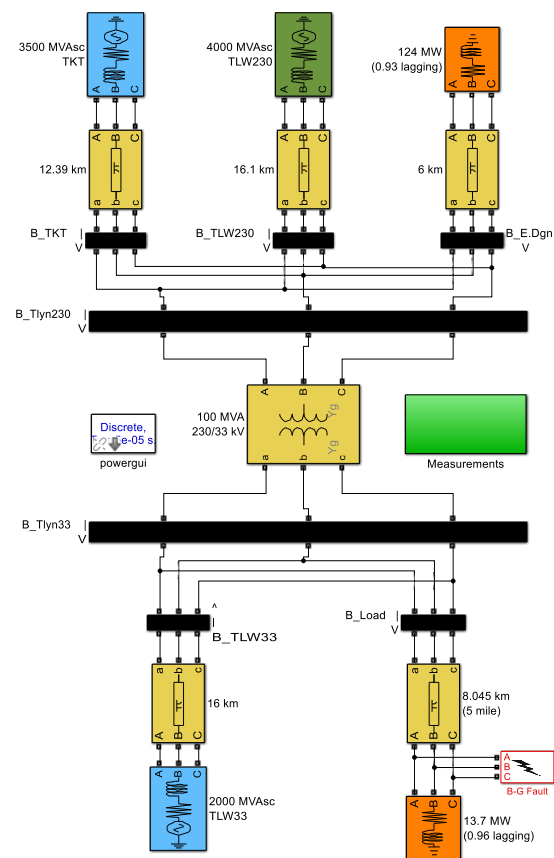 3500 MVAsc
TKT
4000 MVAsc
TLW230
124 MW
(0.93 lagging)
A B C
A B C
A B C
A B C
A B C
A B C
12.39 km
16.1 km
6 km
a b c
a b c
a b c
B_TKT
I
V
B_TLW230
I
V
B_E.Dgn
V
B_Tlyn230
I
V
A B C
100 MVA
230/33 kV
Yg
Yg
a b c
Discrete,
e-05 s.
powergui
Measurements
B_Tlyn33
I
V
B_TLW33
I
B_Load
I
V
a b c
a b c
16 km
8.045 km
(5 mile)
A B C
A B C
A
B
C
B-G Fault
A B C
2000 MVAsc
TLW33
A B C
13.7 MW
(0.96 lagging)